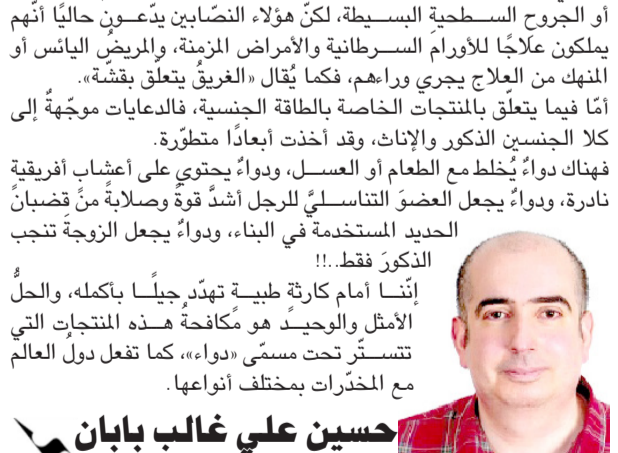 أو الجروح السطحية البسيطة، لكنّ هؤلاء النصّابين يدّعون حاليًا أنّهم
يملكون علاجًا للأورام السرطانية والأمراض المزمنة، والمريضُ اليائس أو
المنهك من العلاج يجري وراءهم، فكما يُقال «الغريقُ يتعلّق بقشّة».
أمّا فيما يتعلّق بالمنتجات الخاصة بالطاقة الجنسية، فالدعايات موجّهةٌ إلى
كلا الجنسين الذكور والإناث، وقد أخذت أبعادًا متطوّرة.
فهناك دواءٌ يُخلط مع الطعام أو العسل، ودواءٌ يحتوي على أعشاب أفريقية
نادرة، ودواءٌ يجعل العضوَ التناسليَّ للرجل أشدَّ قوةً وصلابةً من قضبان
الحديد المستخدمة في البناء، ودواءٌ يجعل الزوجةَ تنجب
الذكورَ فقط..!!
إنّنا أمام كارثة طبية تهدّد جيلًا بأكمله، والحلُّ
الأمثل والوحيد هو مكافحةُ هذه المنتجات التي
تتستّر تحت مسمّى «دواء»، كما تفعل دولُ العالم
مع المخدّرات بمختلف أنواعها.
حسين علي غالب بابان